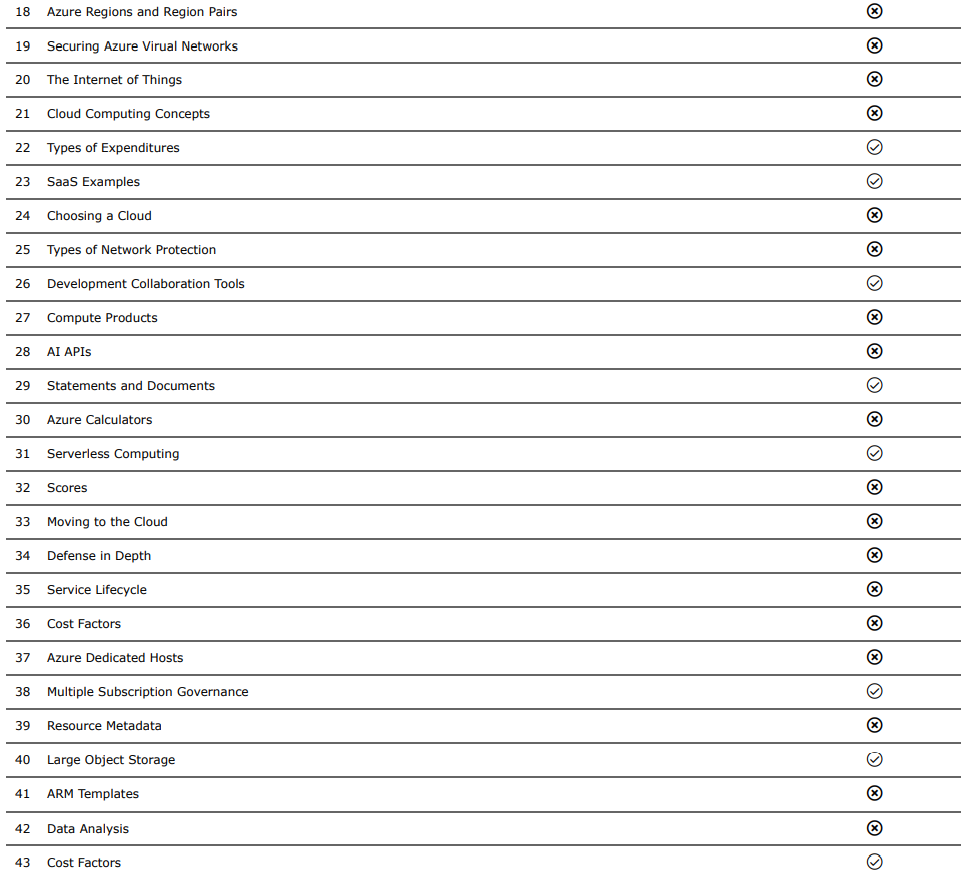 18 Azure Regions and Region Pairs
19 Securing Azure Virual Networks
20 The Internet of Things
21 Cloud Computing Concepts
22 Types of Expenditures
23 SaaS Examples
24 Choosing a Cloud
25 Types of Network Protection
26 Development Collaboration Tools
27 Compute Products
28 AI APIs
29 Statements and Documents
30 Azure Calculators
31 Serverless Computing
32 Scores
33 Moving to the Cloud
34 Defense in Depth
35 Service Lifecycle
36 Cost Factors
37 Azure Dedicated Hosts
38 Multiple Subscription Governance
39 Resource Metadata
40 Large Object Storage
41 ARM Templates
42 Data Analysis
43 Cost Factors